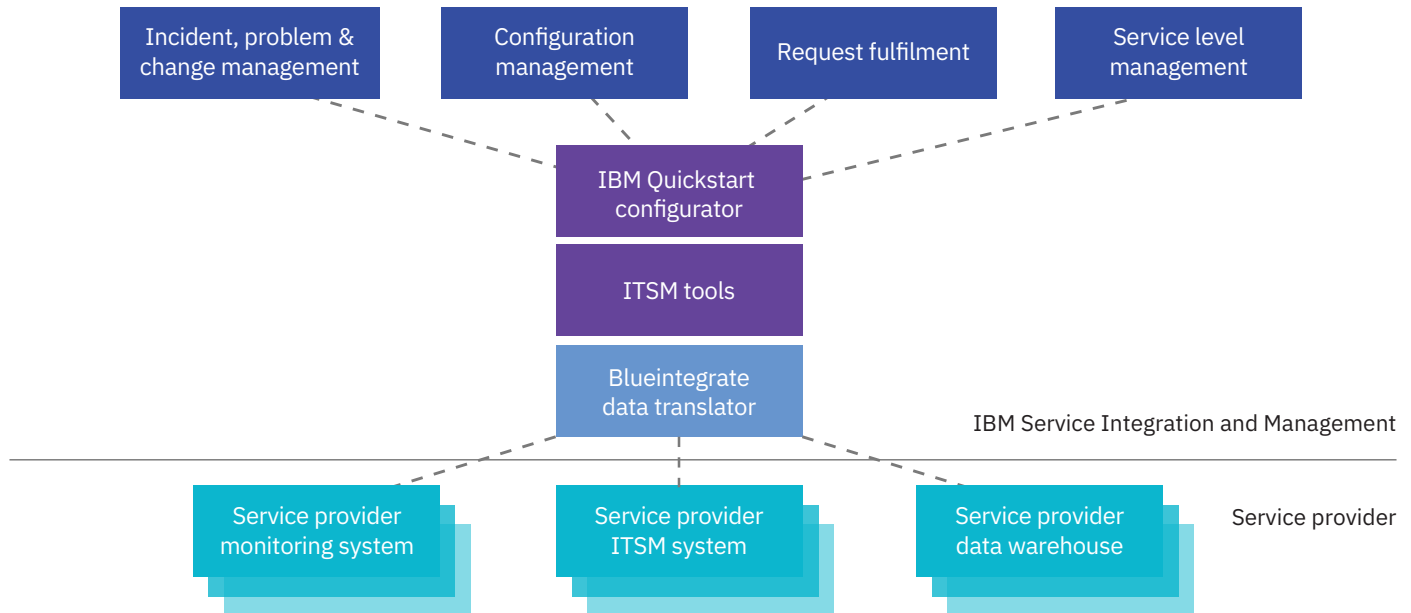 Incident, problem &
change management
Configuration
management
Request fulfilment
Service level
management
IBM Quickstart
configurator
ITSM tools
Blueintegrate
data translator
IBM Service Integration and Management
Service provider
monitoring system
Service provider
ITSM system
Service provider
data warehouse
Service provider